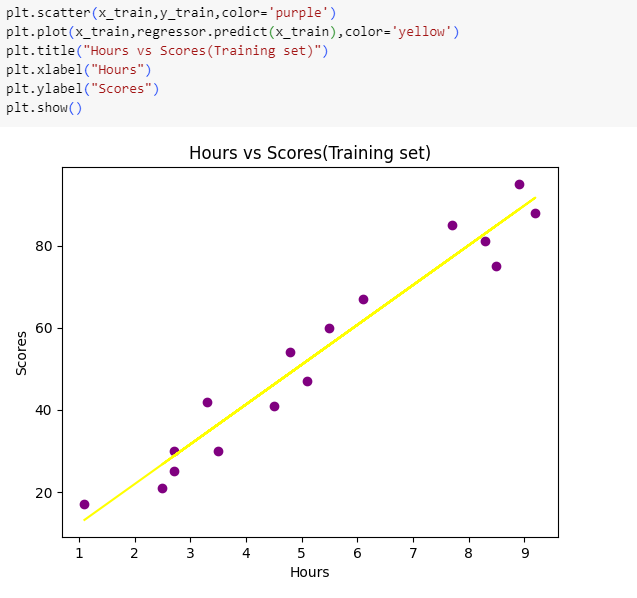 plt.scatter(x_train,y_train,color='purple')
plt.plot(x_train,regressor.predict(x_train),color='yellow')
plt.title("Hours vs Scores(Training set)")
plt.xlabel("Hours")
plt.ylabel("Scores")
plt.show()
Hours vs Scores(Training set)
80
60
40
20
Scores
1 2 3 4 5 6 7 8 9
Hours